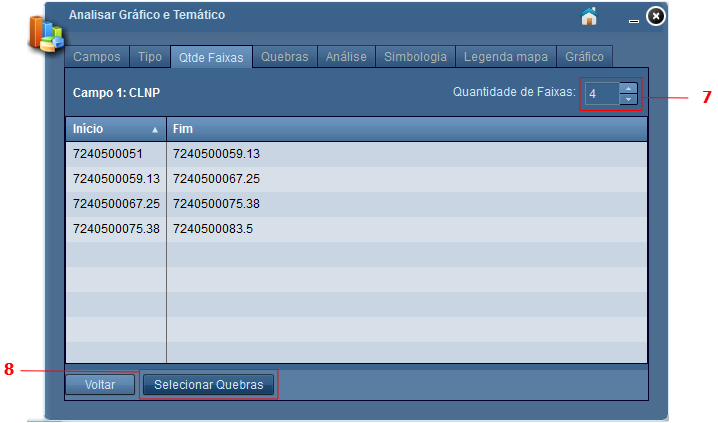 Analisar Gráfico e Temático
Campos Tipo Qtde Faixas Quebras Análise Simbologia Legenda mapa Gráfico
Campo 1: CLNP Quantidade de Faixas: 4 7
Início Fim
7240500051 7240500059.13
7240500059.13 7240500067.25
7240500067.25 7240500075.38
7240500075.38 7240500083.5
8
Voltar Selecionar Quebras